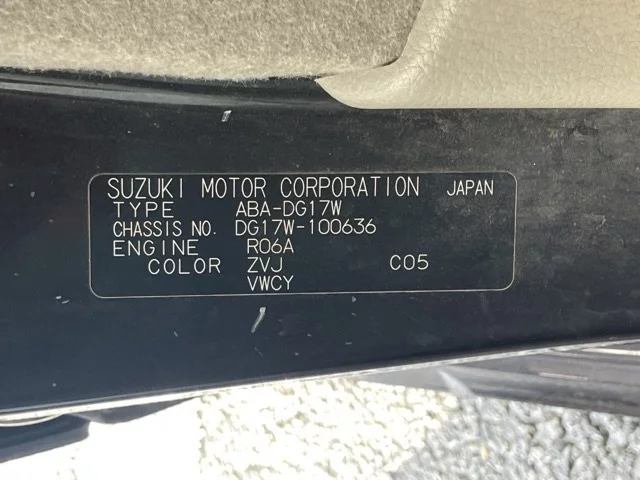 SUZUKI MOTOR CORPORATION JAPAN
TYPE ABA-DG17W
CHASSIS NO. DG17W-100636
ENGINE R06A
COLOR ZVJ C05
VWCY